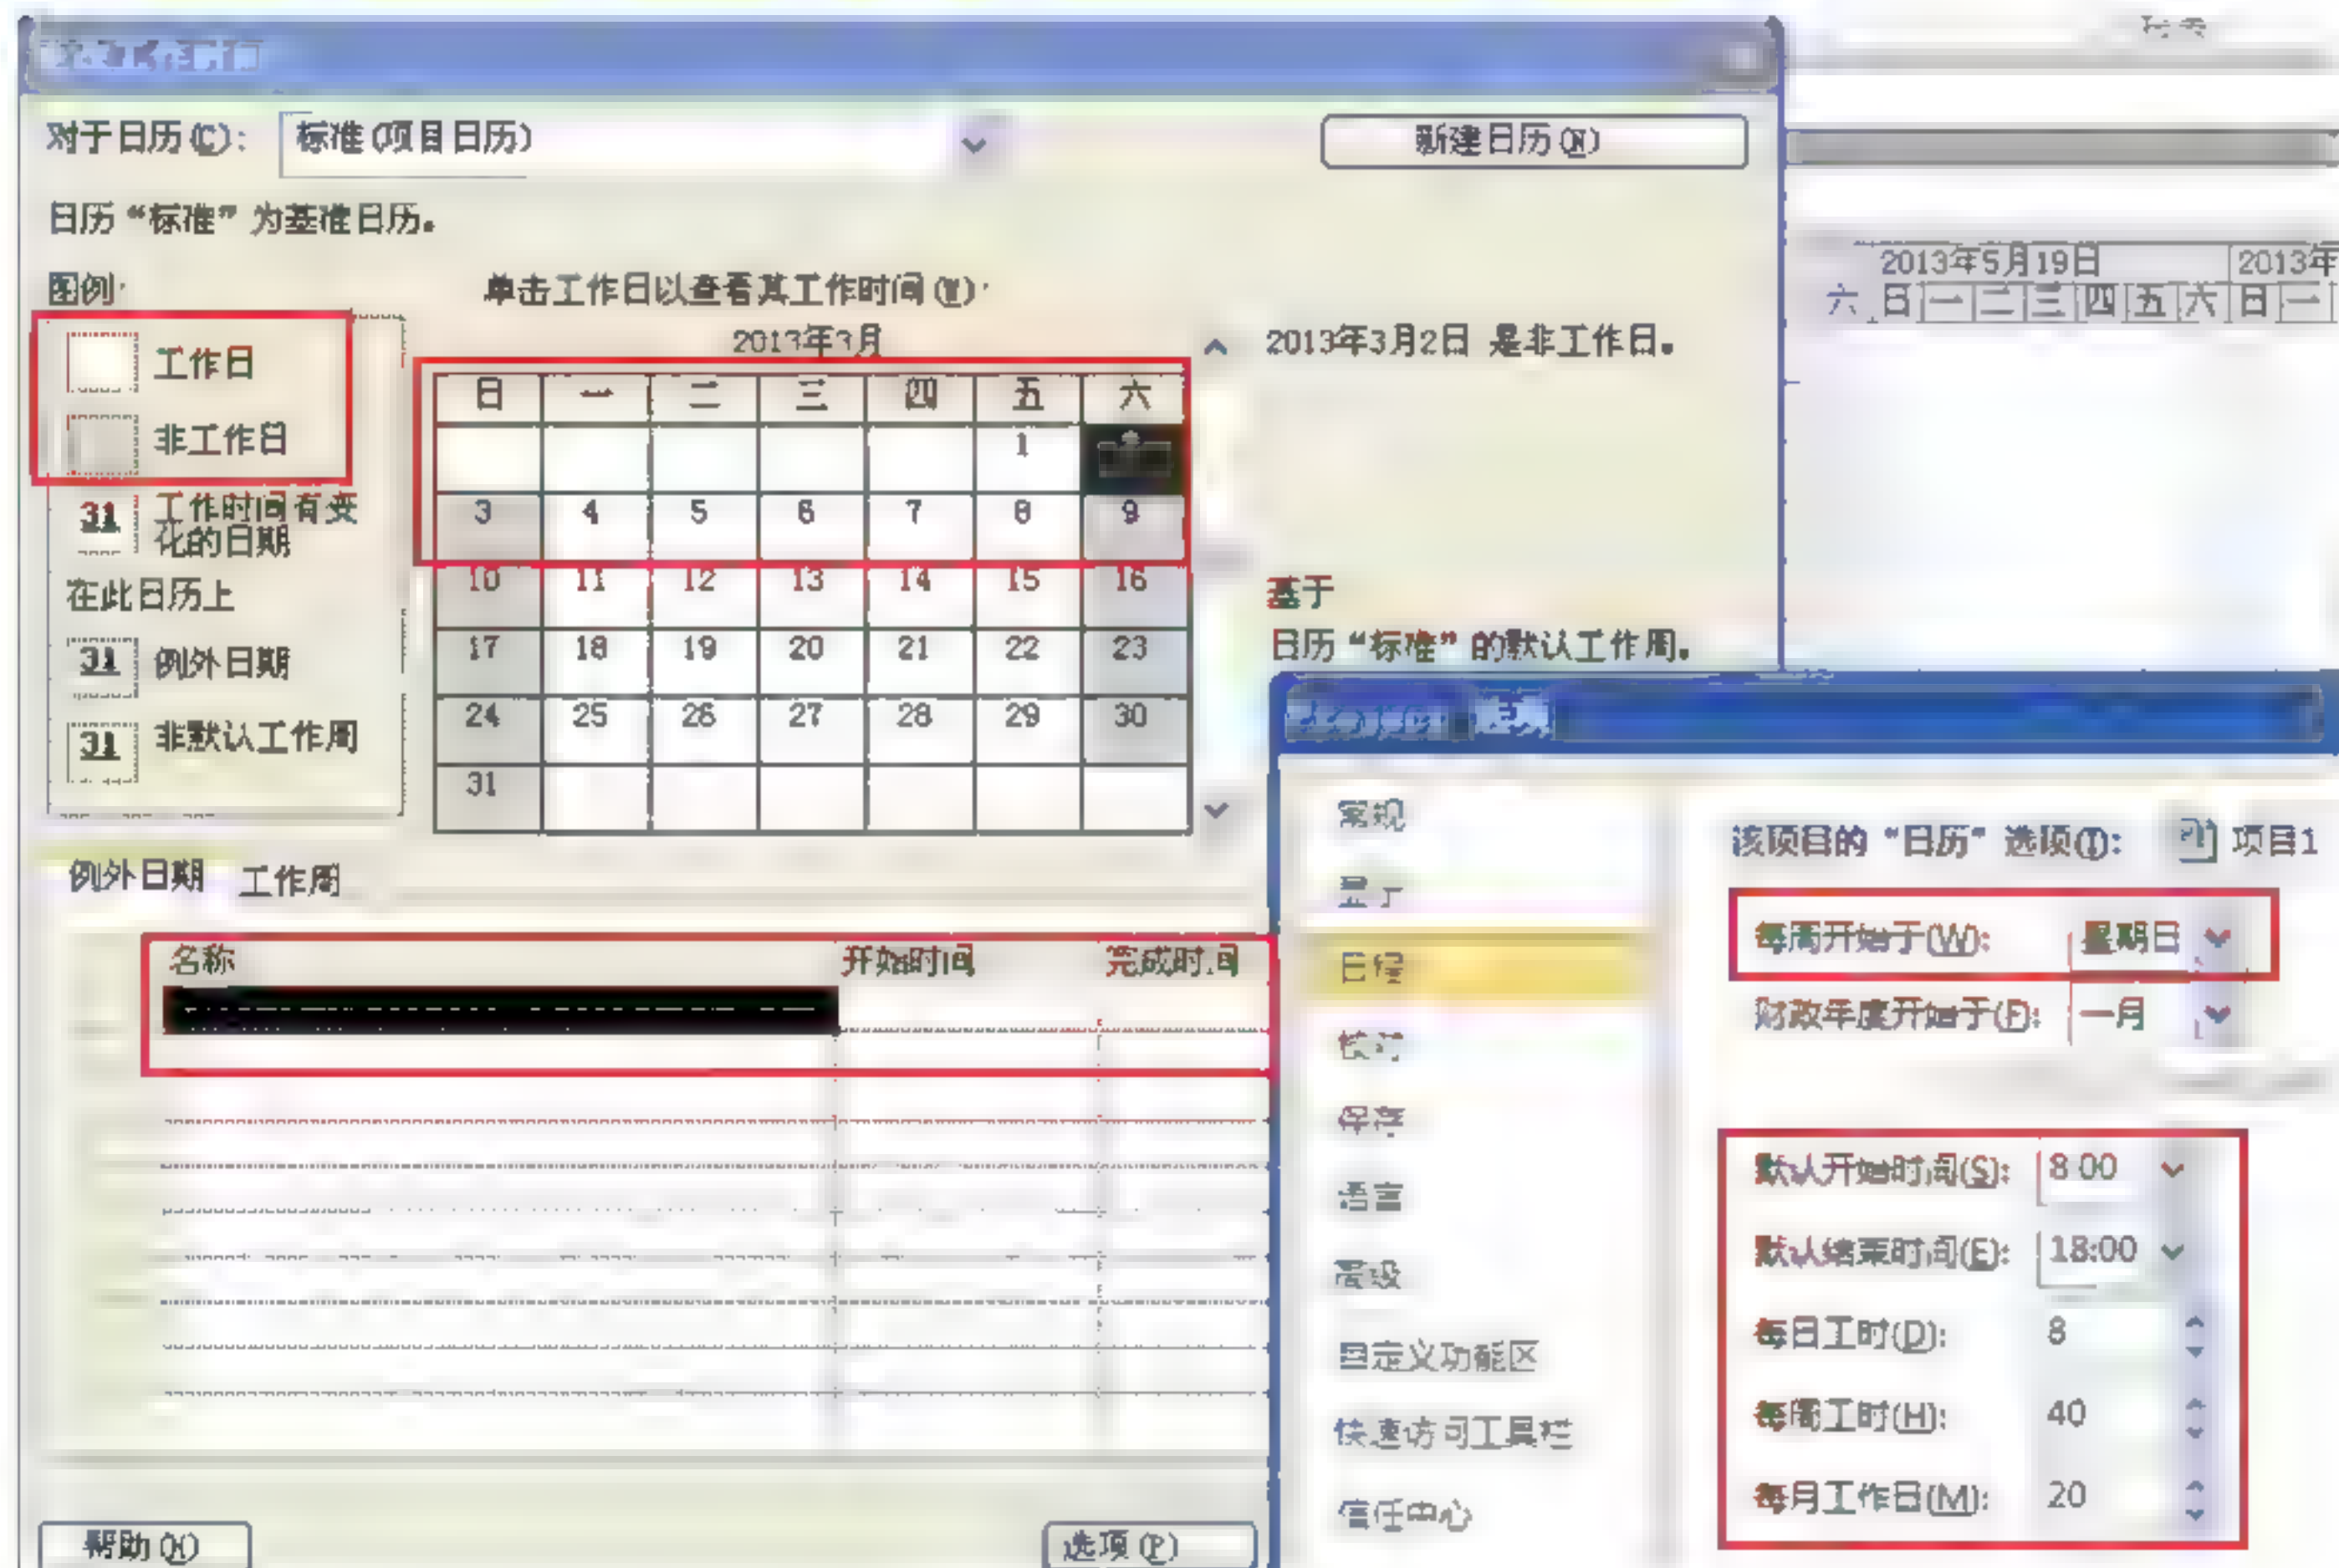 对于日历(C): 标准(项目日历) 新建日历(N)
日历“标准”为基准日历。
图例:
单击工作日以查看其工作时间(W):
工作日
非工作日
31 工作时间有变化的日期
在此日历上
31 例外日期
31 非默认工作周
2013年3月
日 一 二 三 四 五 六
1
3 4 5 6 7 8 9
10 11 12 13 14 15 16
17 18 19 20 21 22 23
24 25 26 27 28 29 30
31
2013年3月2日 是非工作日。
基于
日历“标准”的默认工作周。
2013年5月19日 2013年
六 日 一 二 三 四 五 六 日 一
例外日期 工作周
名称 开始时间 完成时间
帮助(H) 选项(P)
选项
常规
显示
日程
校对
保存
语言
高级
自定义功能区
快速访问工具栏
信任中心
该项目的“日历”选项(I): 项目1
每周开始于(W): 星期日
财政年度开始于(F): 一月
默认开始时间(S): 8:00
默认结束时间(E): 18:00
每日工时(D): 8
每周工时(H): 40
每月工作日(M): 20